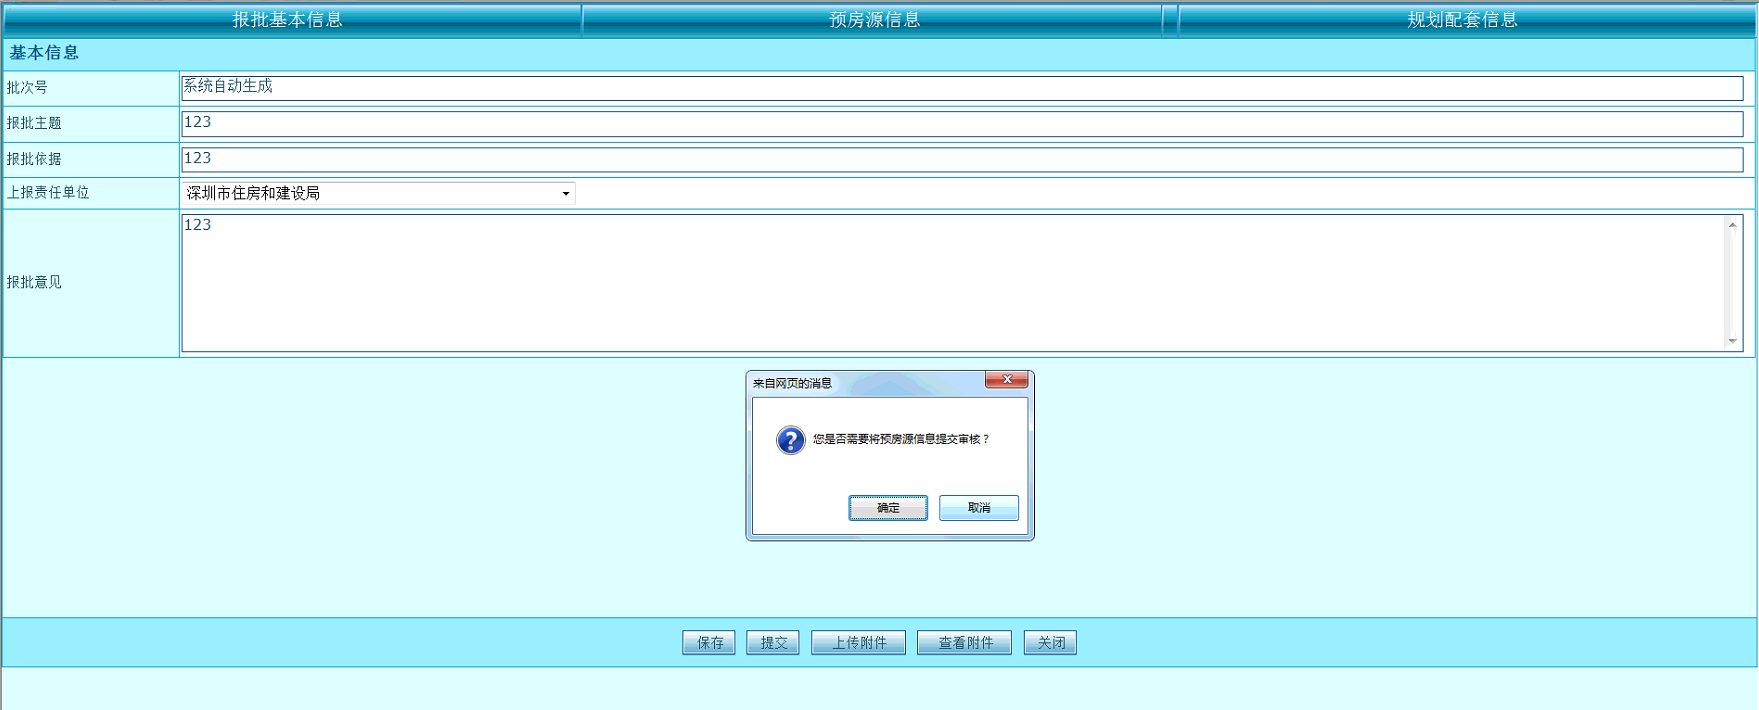 报批基本信息 预房源信息 规划配套信息
基本信息
批次号 系统自动生成
报批主题 123
报批依据 123
上报责任单位 深圳市住房和建设局
报批意见 123
来自网页的消息
您是否需要将预房源信息提交审核？
确定 取消
保存 提交 上传附件 查看附件 关闭